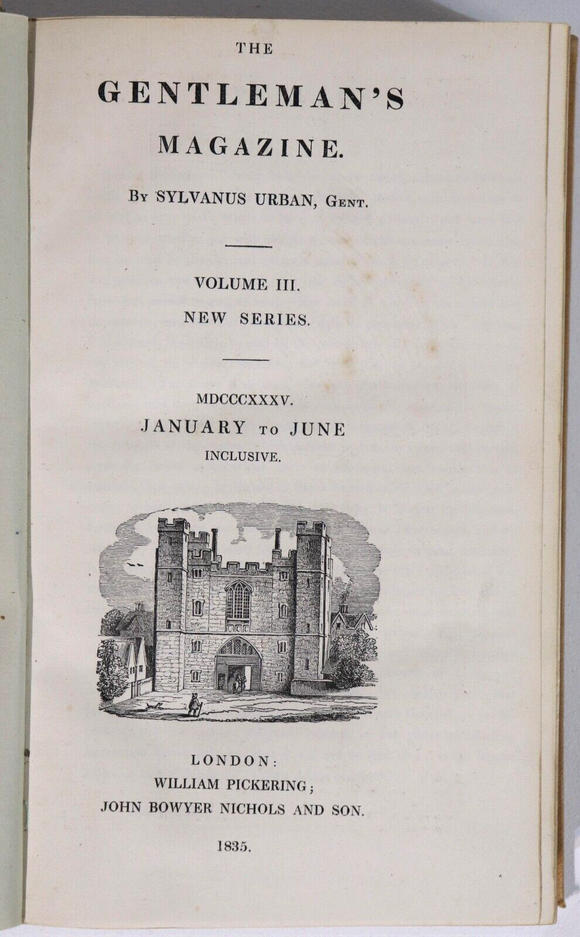 THE
GENTLEMAN'S
MAGAZINE.
BY SYLVANUS URBAN, GENT.
VOLUME III.
NEW SERIES.
MDCCCXXXV.
JANUARY TO JUNE
INCLUSIVE.
LONDON:
WILLIAM PICKERING;
JOHN BOWYER NICHOLS AND SON.
1835.